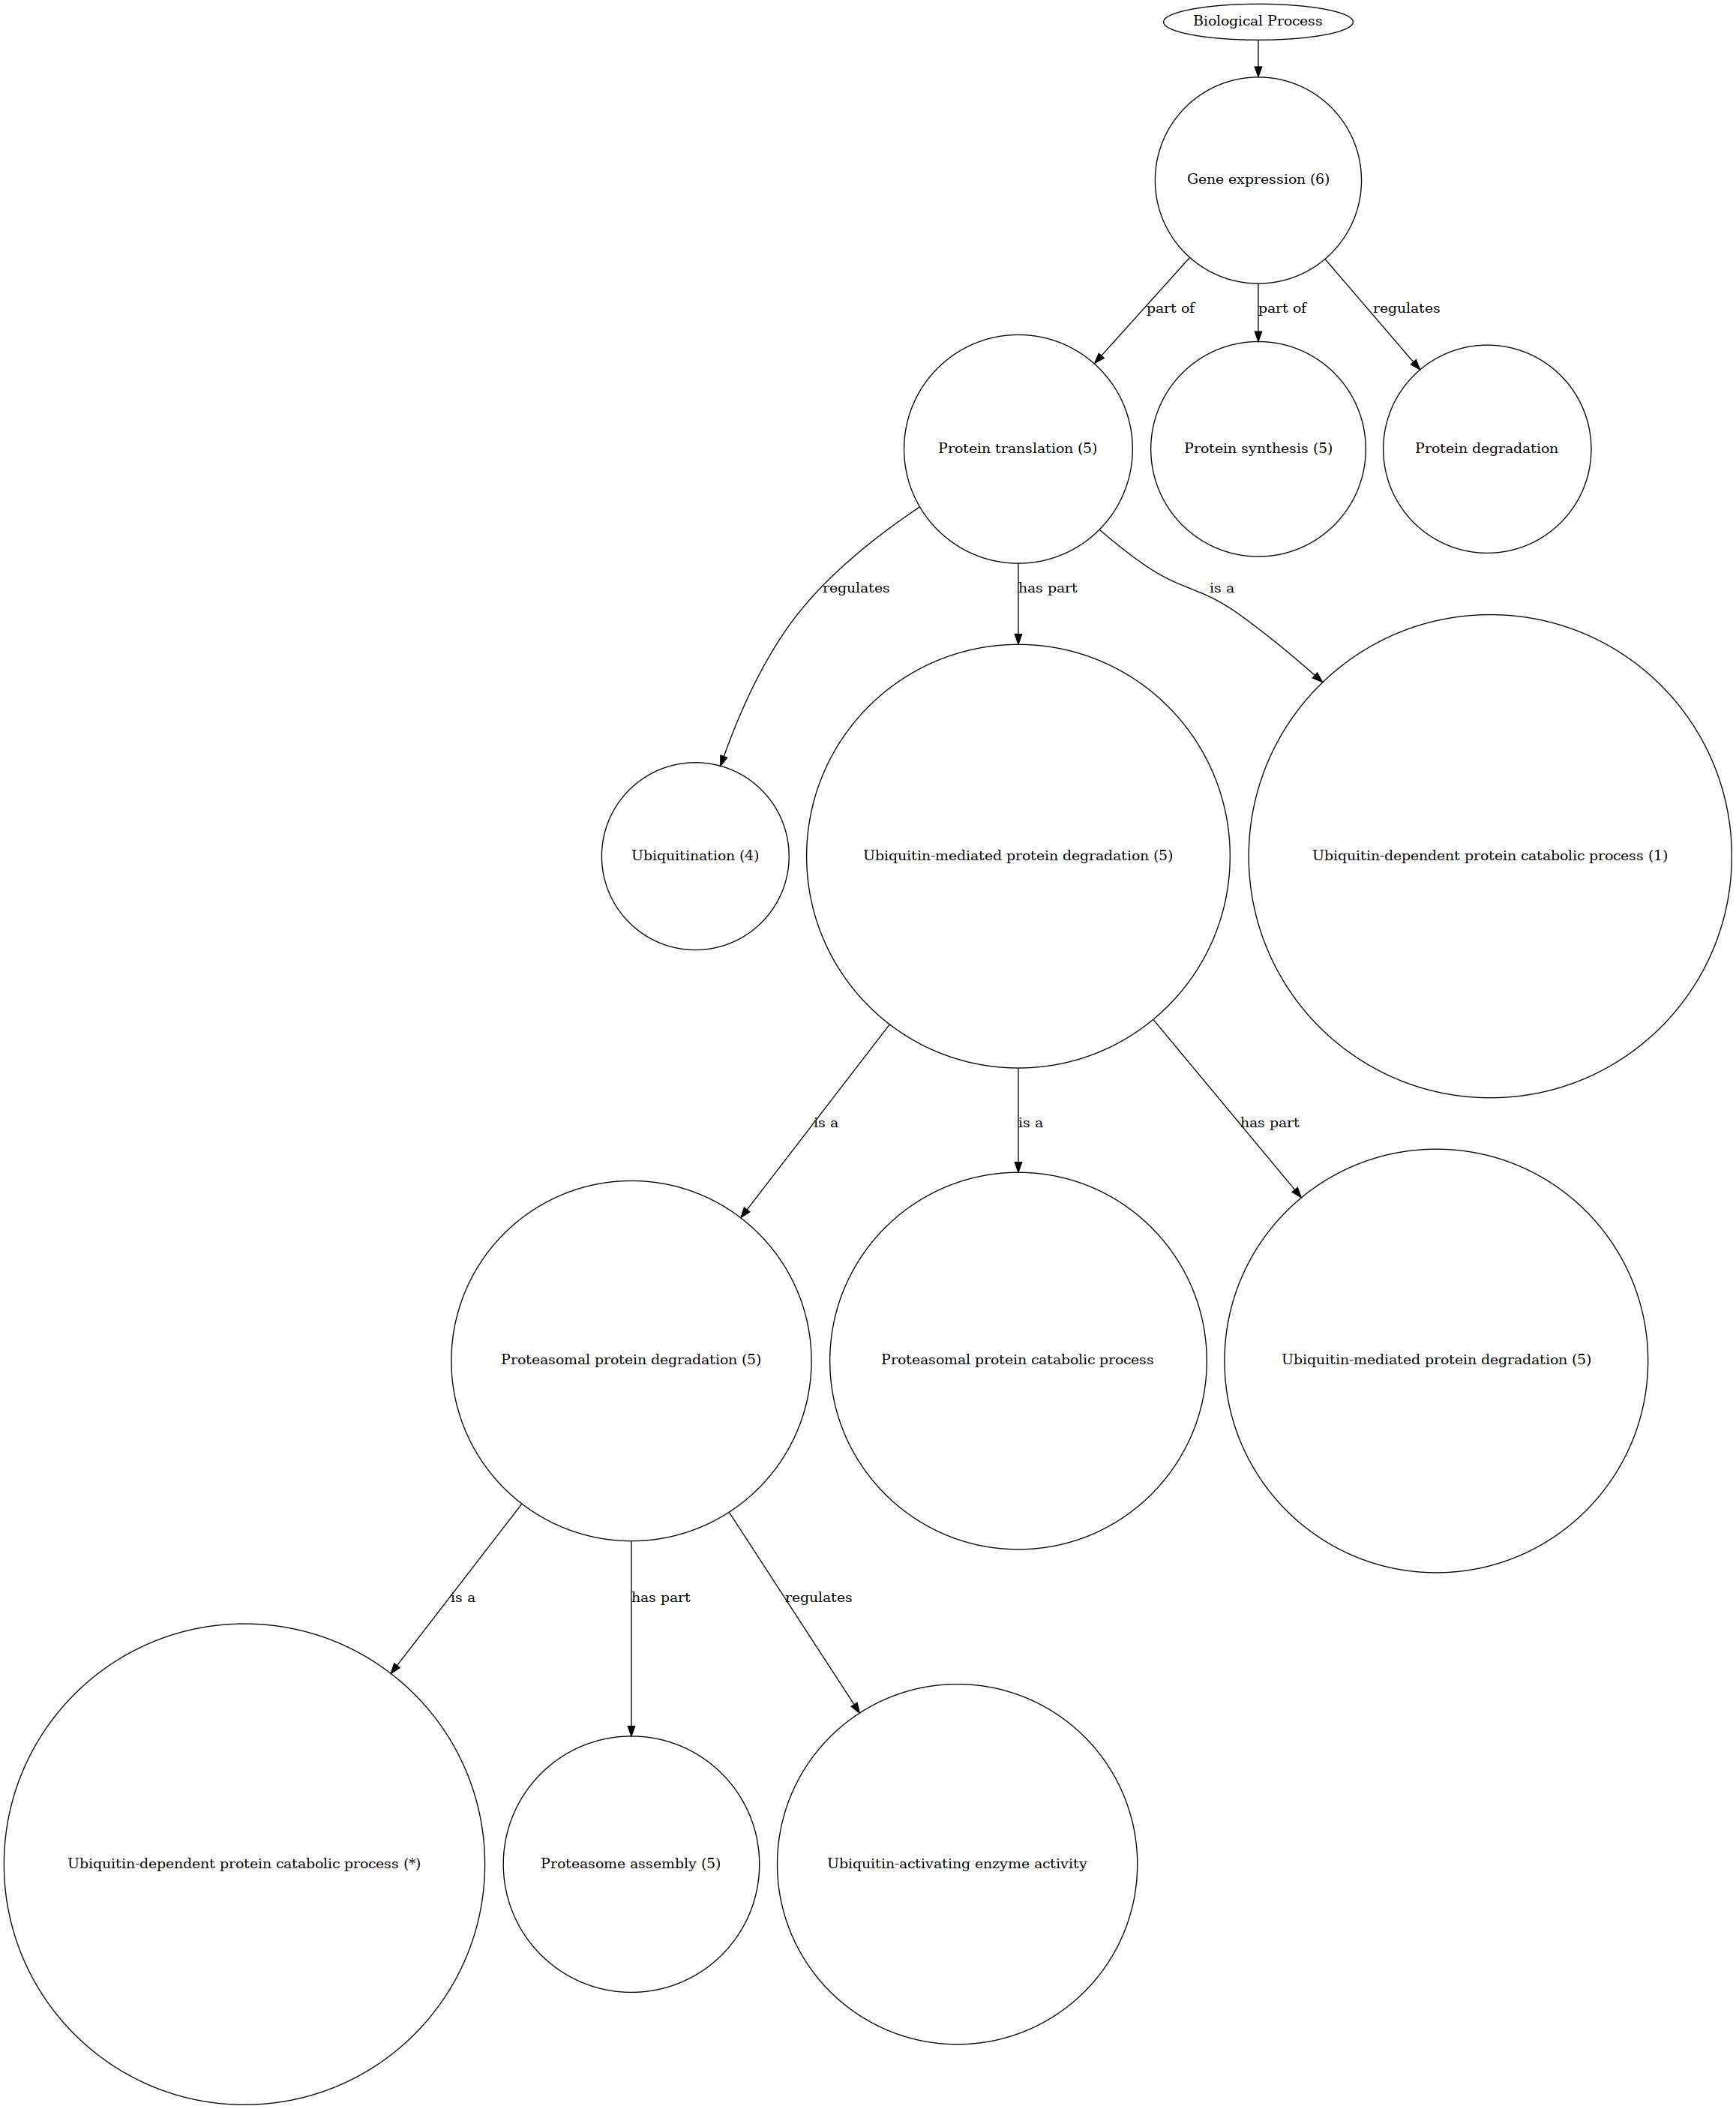 Biological Process
Gene expression (6)
part of
part of
regulates
Protein translation (5)
Protein synthesis (5)
Protein degradation
regulates
has part
is a
Ubiquitination (4)
Ubiquitin-mediated protein degradation (5)
Ubiquitin-dependent protein catabolic process (1)
is a
is a
has part
Proteasomal protein degradation (5)
Proteasomal protein catabolic process
Ubiquitin-mediated protein degradation (5)
is a
has part
regulates
Ubiquitin-dependent protein catabolic process (*)
Proteasome assembly (5)
Ubiquitin-activating enzyme activity